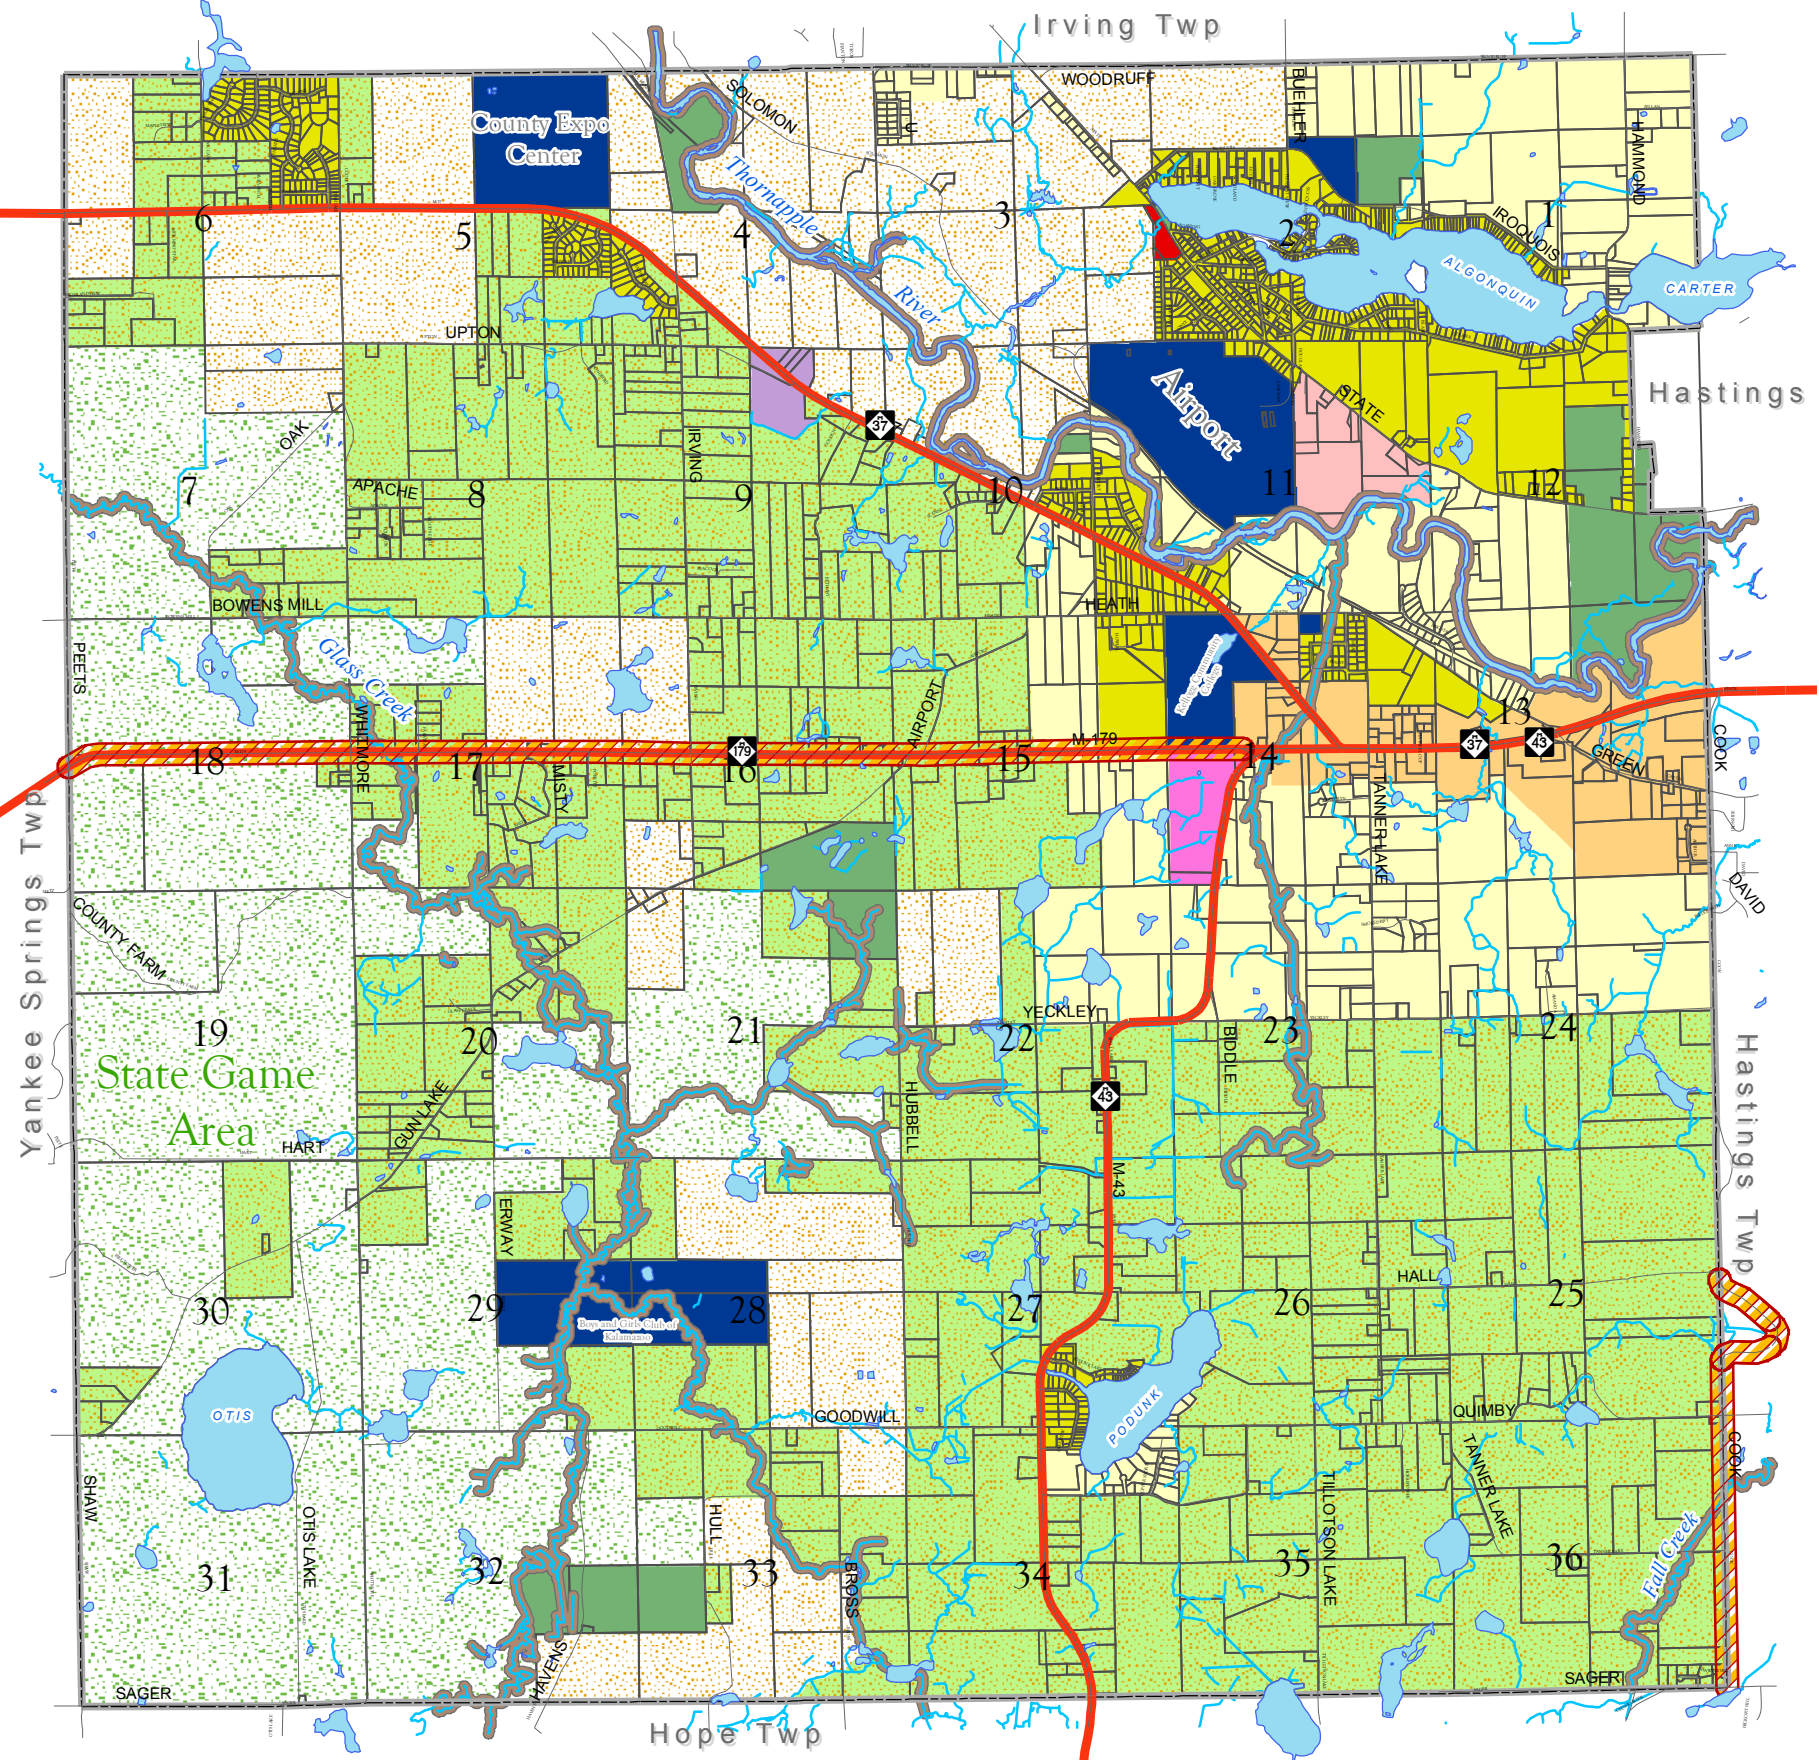 Irving Twp
WOODRUFF
BUEHLER
HAMMOND
SOLOMON
County Expo
Center
Thornapple
River
6
5
4
3
2
1
IROQUOIS
ALGONQUIN
CARTER
UPTON
Hastings
Airport
STATE
37
OAK
IRVING
APACHE
7
8
9
10
11
12
BOWENS MILL
HEATH
Glass Creek
PEETS
WHITMORE
Kellogg Community
College
AIRPORT
M-179
179
37
43
13
GREEN
COOK
18
17
16
15
14
MISTY
TANNER LAKE
Yankee Springs Twp
COUNTY FARM
DAVID
YECKLEY
19
20
21
22
23
24
BIDDLE
State Game
Area
GUN LAKE
HUBBELL
43
Hastings Twp
HART
M-43
ERWAY
HALL
30
29
28
27
26
25
Boys and Girls Club of
Kalamazoo
OTIS
GOODWILL
PODUNK
QUIMBY
TANNER LAKE
COOK
SHAW
OTIS LAKE
HULL
TILLOTSON LAKE
Fall Creek
31
32
33
34
35
36
BROSS
HAVENS
SAGER
SAGER
Hope Twp